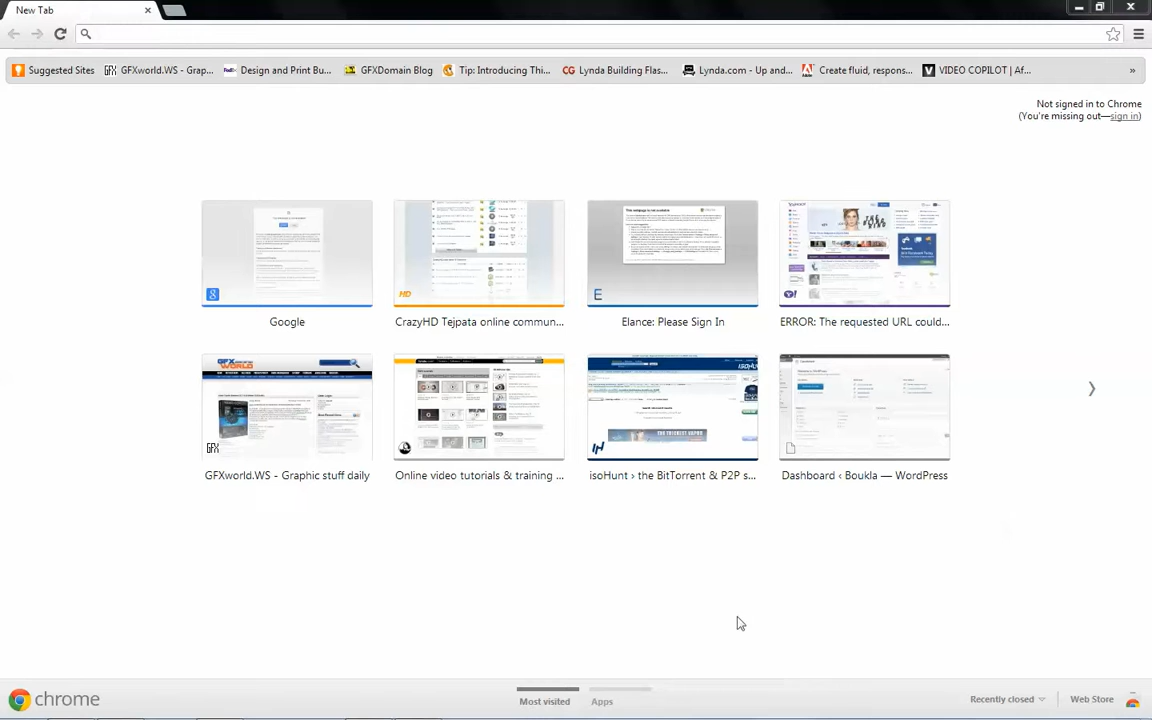 New Tab
Suggested Sites
GFXworld.WS - Grap...
Design and Print Bu...
GFXDomain Blog
Tip: Introducing Thi...
Lynda Building Flas...
Lynda.com - Up and...
Create fluid, respons...
VIDEO COPILOT | Af...
»
Not signed in to Chrome
(You're missing out—sign in)
Google
CrazyHD Tejpata online commun...
Elance: Please Sign In
ERROR: The requested URL could...
GFXworld.WS - Graphic stuff daily
Online video tutorials & training ...
isoHunt › the BitTorrent & P2P s...
Dashboard ‹ Boukla — WordPress
chrome
Most visited
Apps
Recently closed
Web Store